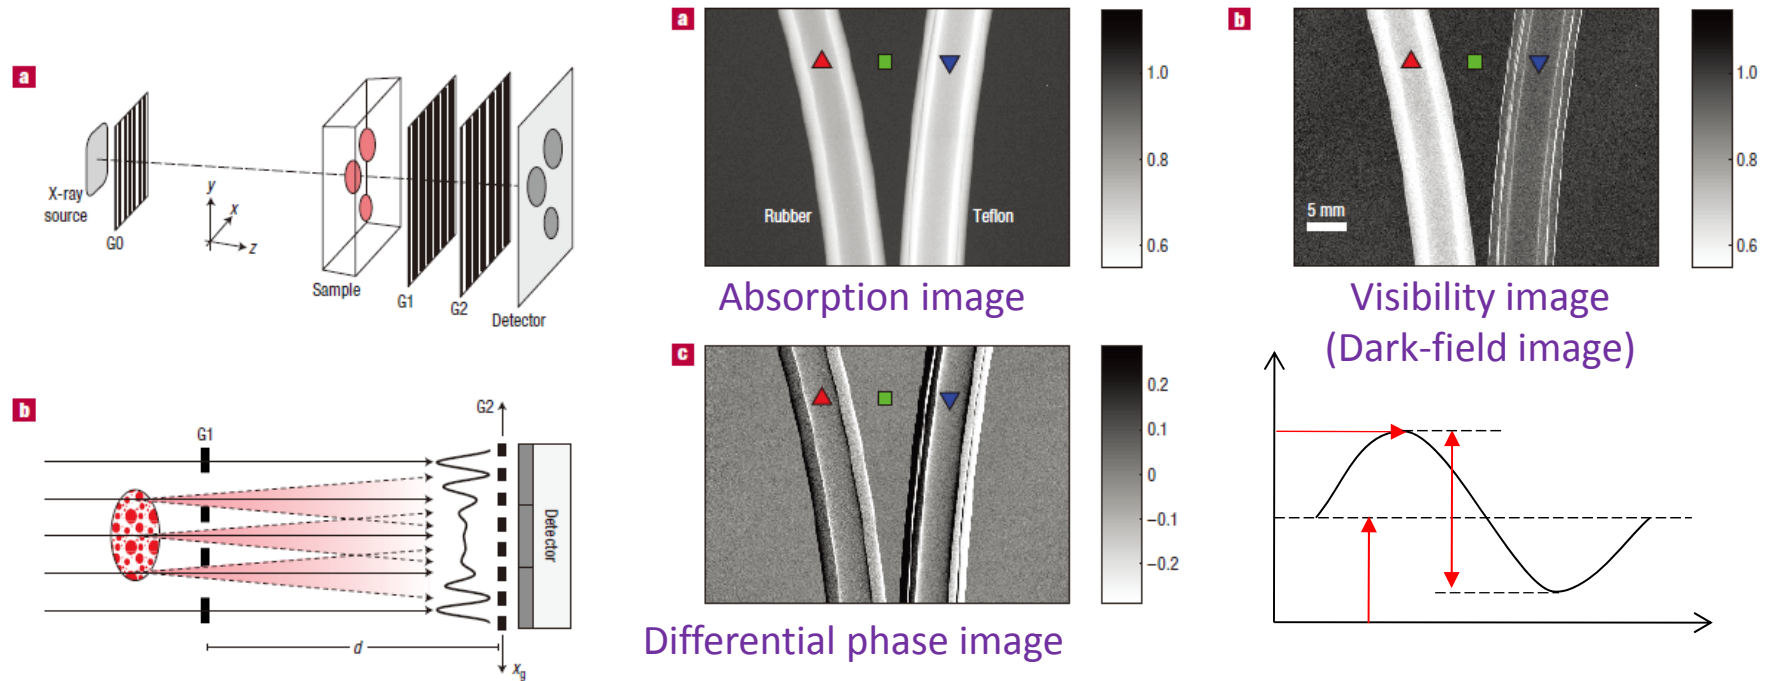 a
X-ray
source
G0
y
x
z
Sample
G1
G2
Detector
b
G1
G2
Detector
d
xg
a
Rubber
Teflon
1.0
0.8
0.6
Absorption image
b
5 mm
1.0
0.8
0.6
Visibility image
(Dark-field image)
c
0.2
0.1
0
−0.1
−0.2
Differential phase image